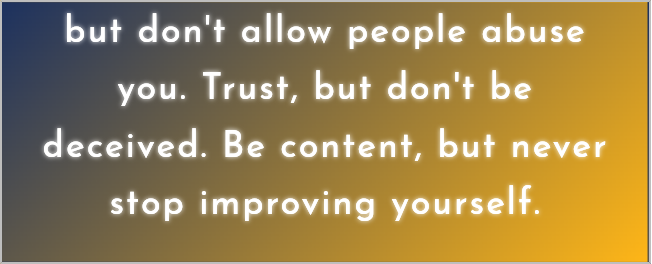 but don't allow people abuse
you. Trust, but don't be
deceived. Be content, but never
stop improving yourself.